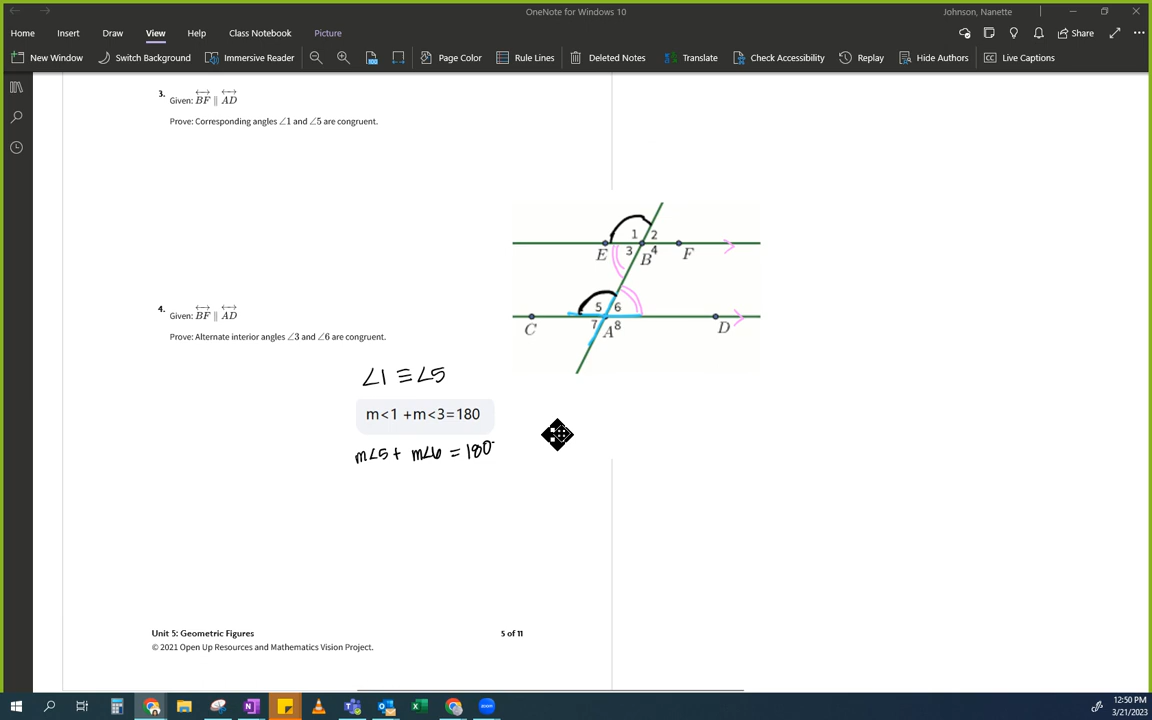 OneNote for Windows 10
Johnson, Nanette
Home Insert Draw View Help Class Notebook Picture
Share
New Window Switch Background Immersive Reader Page Color Rule Lines Deleted Notes Translate Check Accessibility Replay Hide Authors Live Captions
3. Given: BF ∥ AD
Prove: Corresponding angles ∠1 and ∠5 are congruent.
1 2
E 3 B 4 F
4. Given: BF ∥ AD
5 6
C 7 A 8 D
Prove: Alternate interior angles ∠3 and ∠6 are congruent.
∠1 ≡ ∠5
m<1 +m<3=180
m∠5 + m∠6 = 180°
Unit 5: Geometric Figures
5 of 11
© 2021 Open Up Resources and Mathematics Vision Project.
12:50 PM
3/21/2023